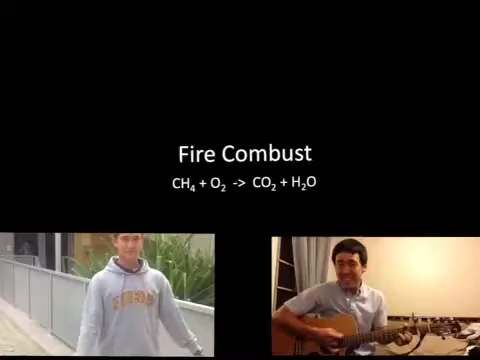 Fire Combust
CH₄ + O₂ -> CO₂ + H₂O